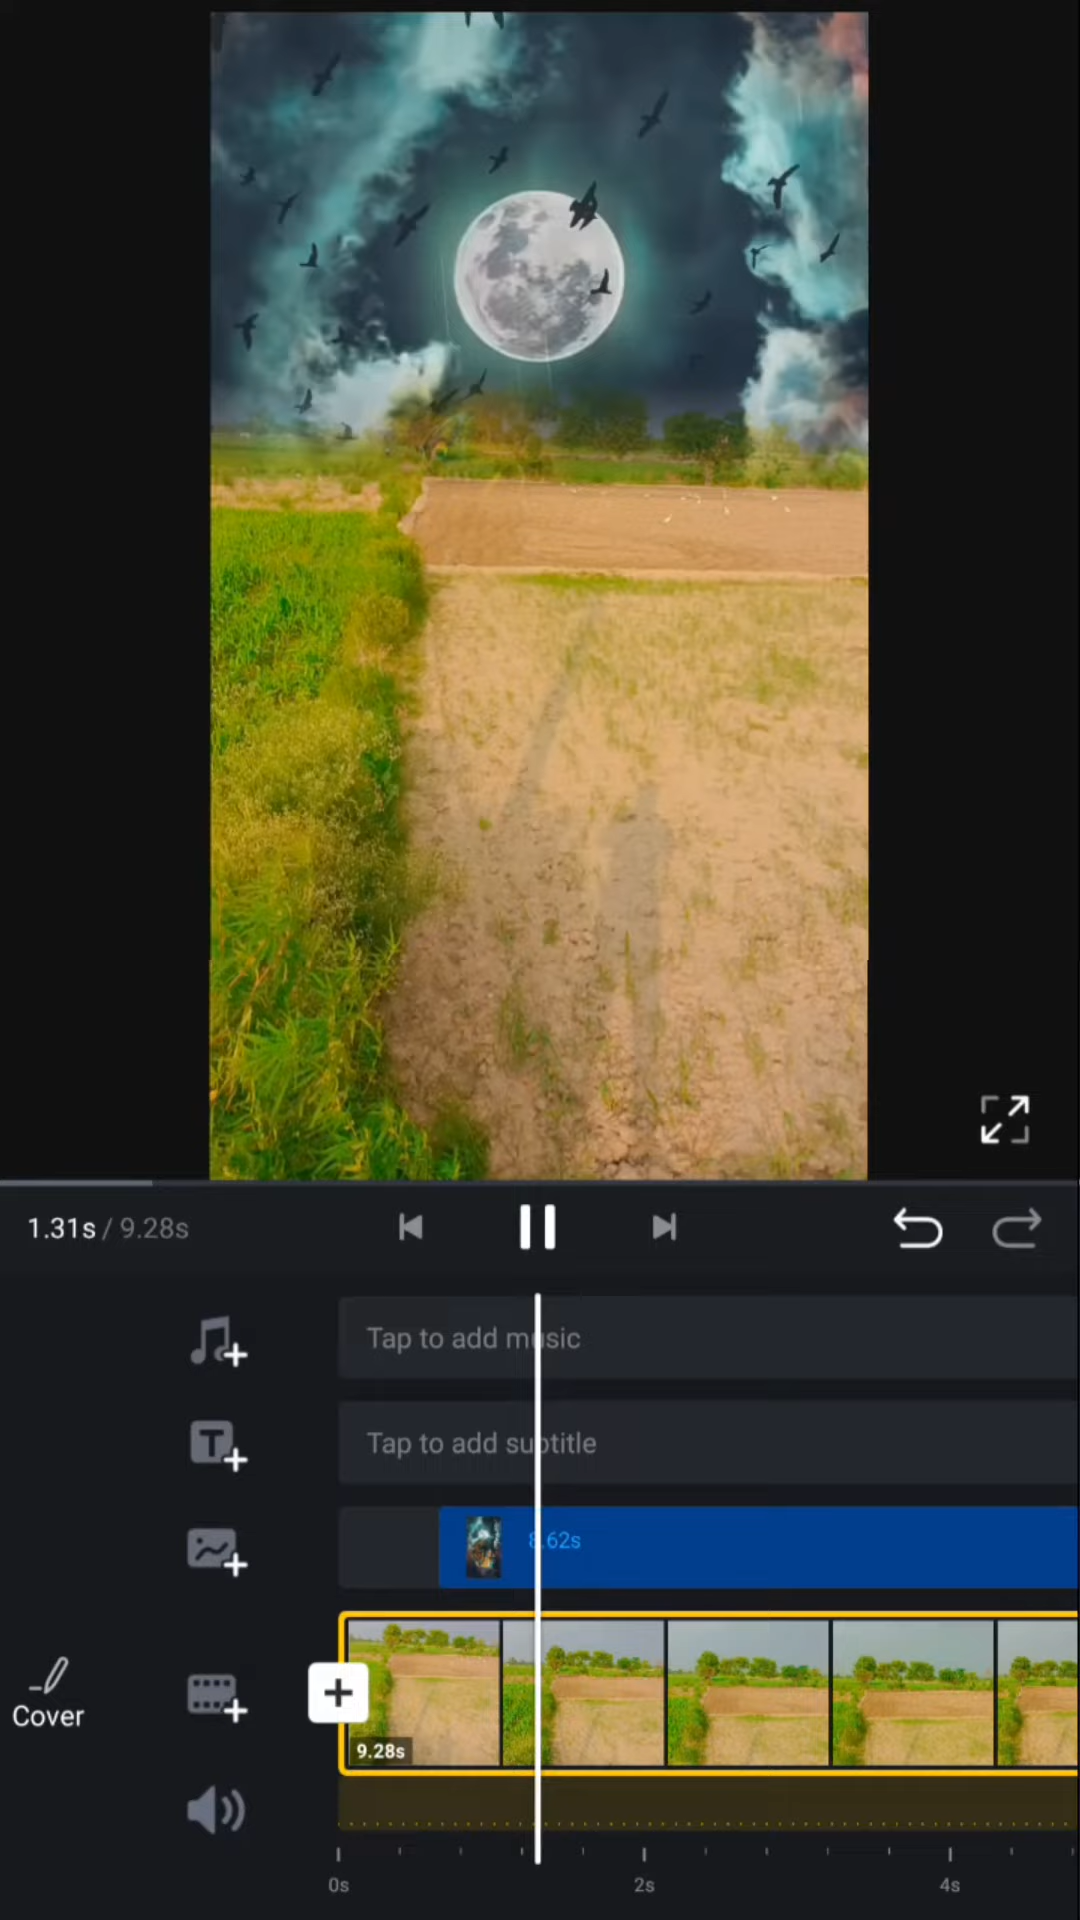 1.31s / 9.28s
Tap to add music
Tap to add subtitle
8.62s
Cover
9.28s
0s
2s
4s